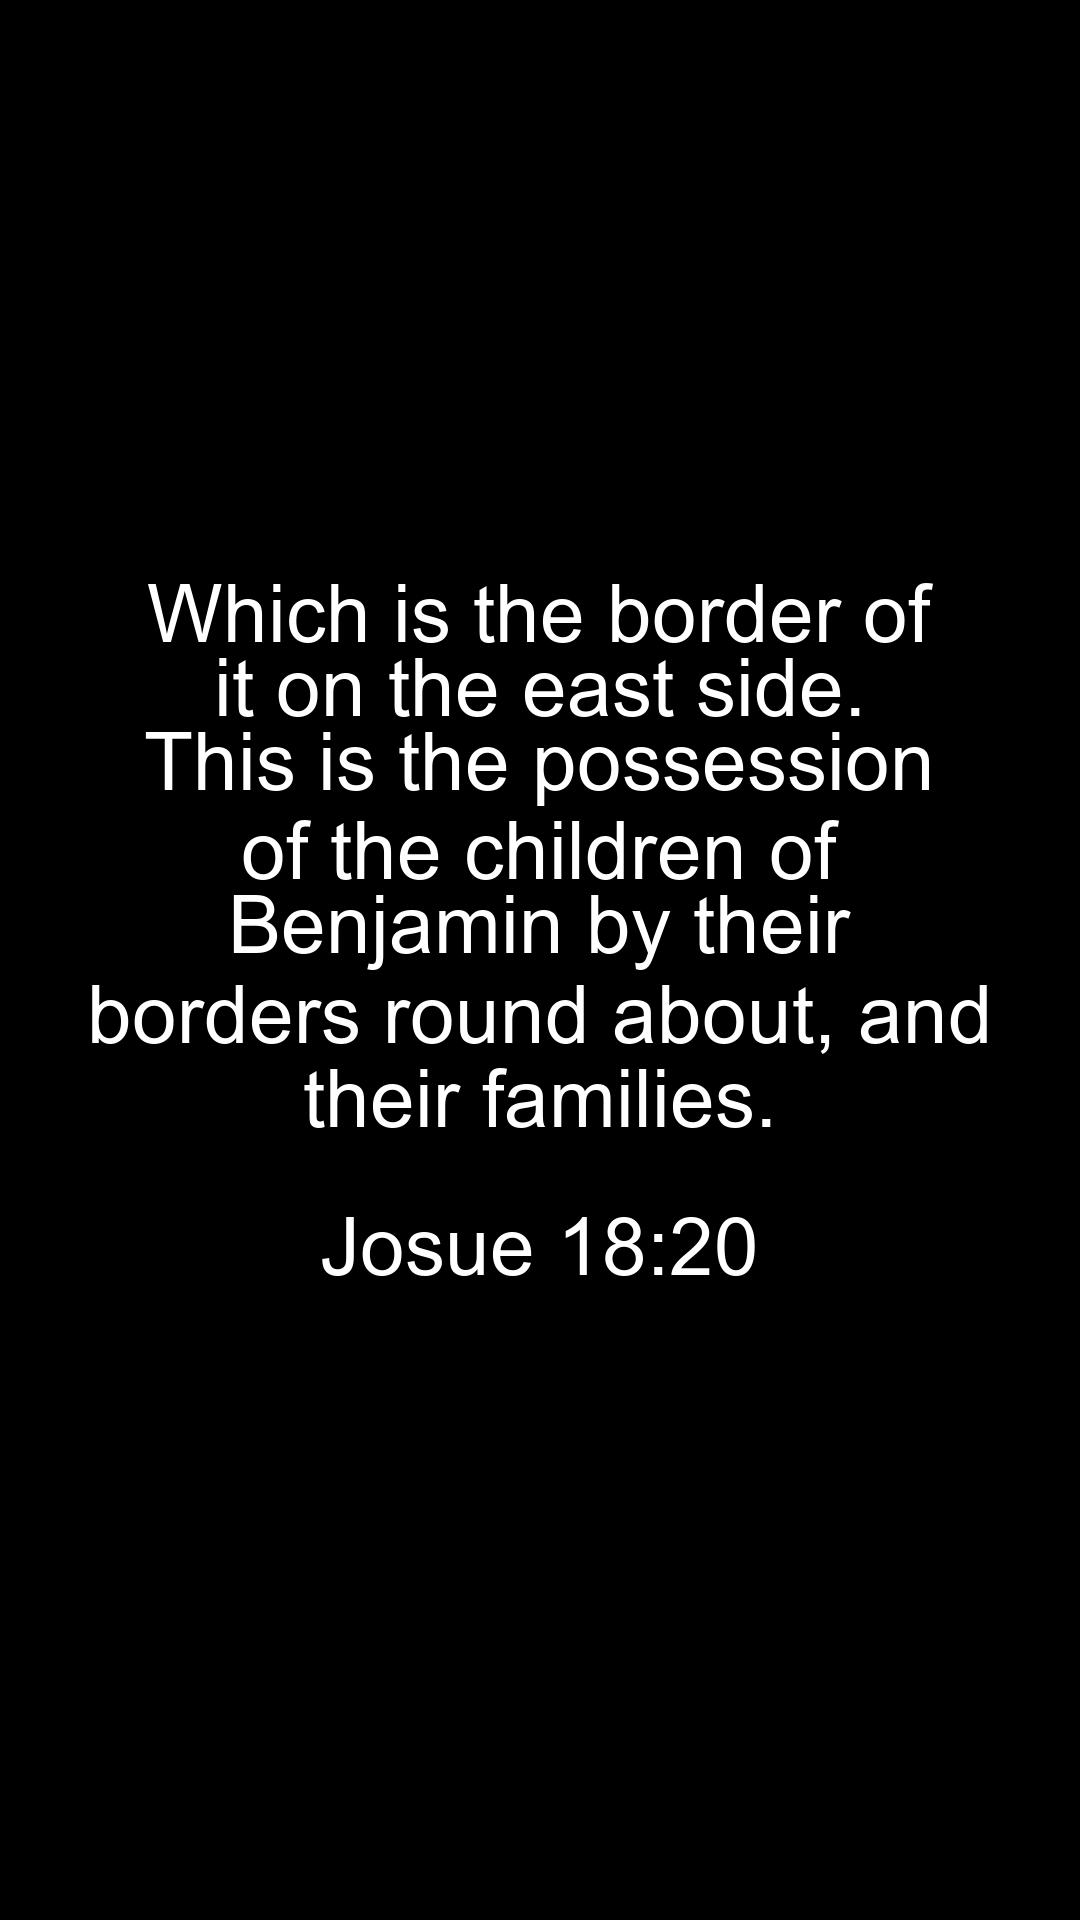 Which is the border of
it on the east side.
This is the possession
of the children of
Benjamin by their
borders round about, and
their families.
Josue 18:20